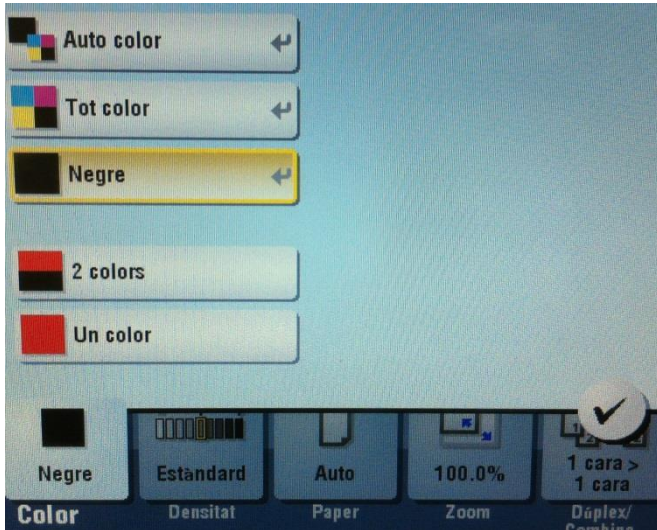 Auto color
Tot color
Negre
2 colors
Un color
Negre
Estàndard
Auto
100.0%
1 cara >
1 cara
Color
Densitat
Paper
Zoom
Dúplex/
Combina